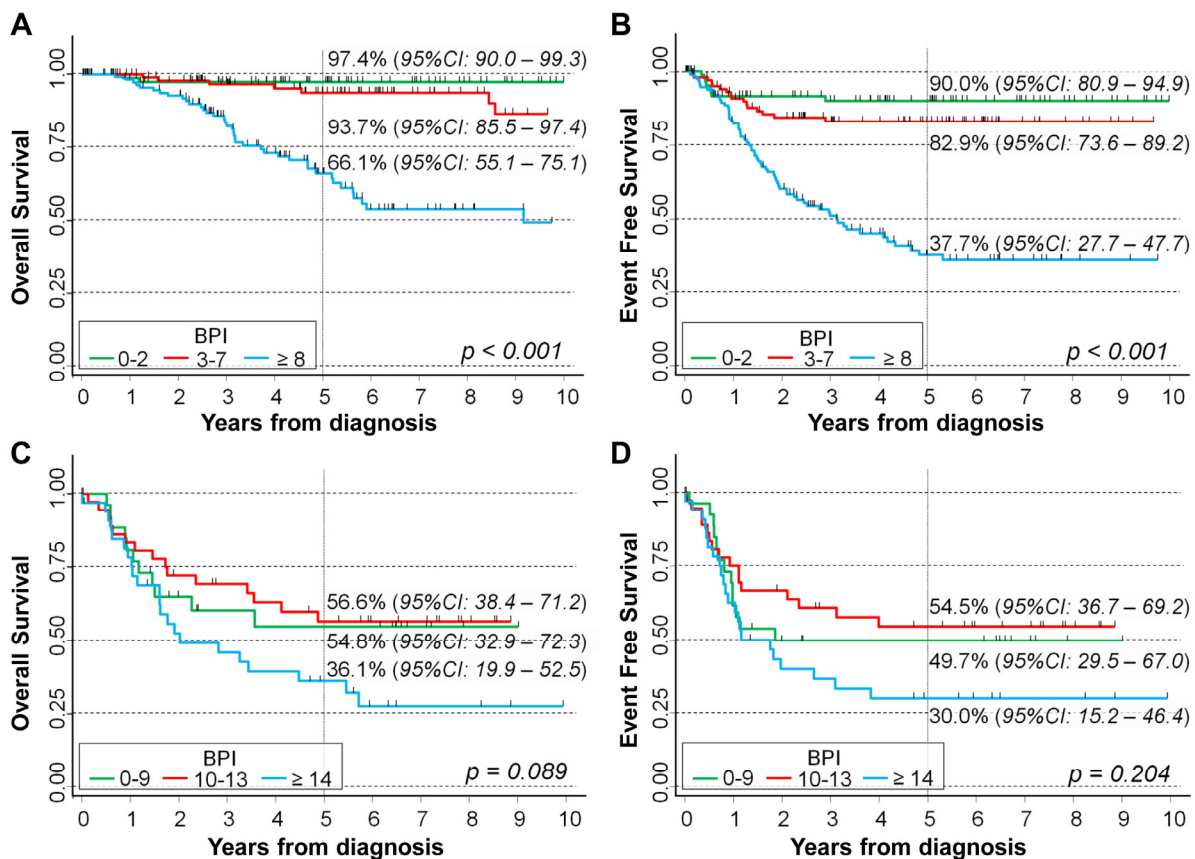 A
Overall Survival
1.00
0.75
0.50
0.25
0.00
97.4% (95%CI: 90.0 – 99.3)
93.7% (95%CI: 85.5 – 97.4)
66.1% (95%CI: 55.1 – 75.1)
BPI
0-2 3-7 ≥ 8
p < 0.001
0 1 2 3 4 5 6 7 8 9 10
Years from diagnosis
B
Event Free Survival
1.00
0.75
0.50
0.25
0.00
90.0% (95%CI: 80.9 – 94.9)
82.9% (95%CI: 73.6 – 89.2)
37.7% (95%CI: 27.7 – 47.7)
BPI
0-2 3-7 ≥ 8
p < 0.001
0 1 2 3 4 5 6 7 8 9 10
Years from diagnosis
C
Overall Survival
1.00
0.75
0.50
0.25
0.00
56.6% (95%CI: 38.4 – 71.2)
54.8% (95%CI: 32.9 – 72.3)
36.1% (95%CI: 19.9 – 52.5)
BPI
0-9 10-13 ≥ 14
p = 0.089
0 1 2 3 4 5 6 7 8 9 10
Years from diagnosis
D
Event Free Survival
1.00
0.75
0.50
0.25
0.00
54.5% (95%CI: 36.7 – 69.2)
49.7% (95%CI: 29.5 – 67.0)
30.0% (95%CI: 15.2 – 46.4)
BPI
0-9 10-13 ≥ 14
p = 0.204
0 1 2 3 4 5 6 7 8 9 10
Years from diagnosis